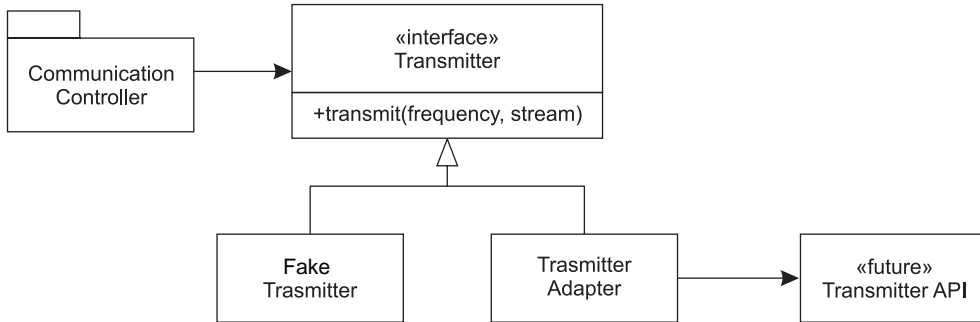 «interface»
Transmitter
Communication
Controller
+transmit(frequency, stream)
Fake
Trasmitter
Trasmitter
Adapter
«future»
Transmitter API